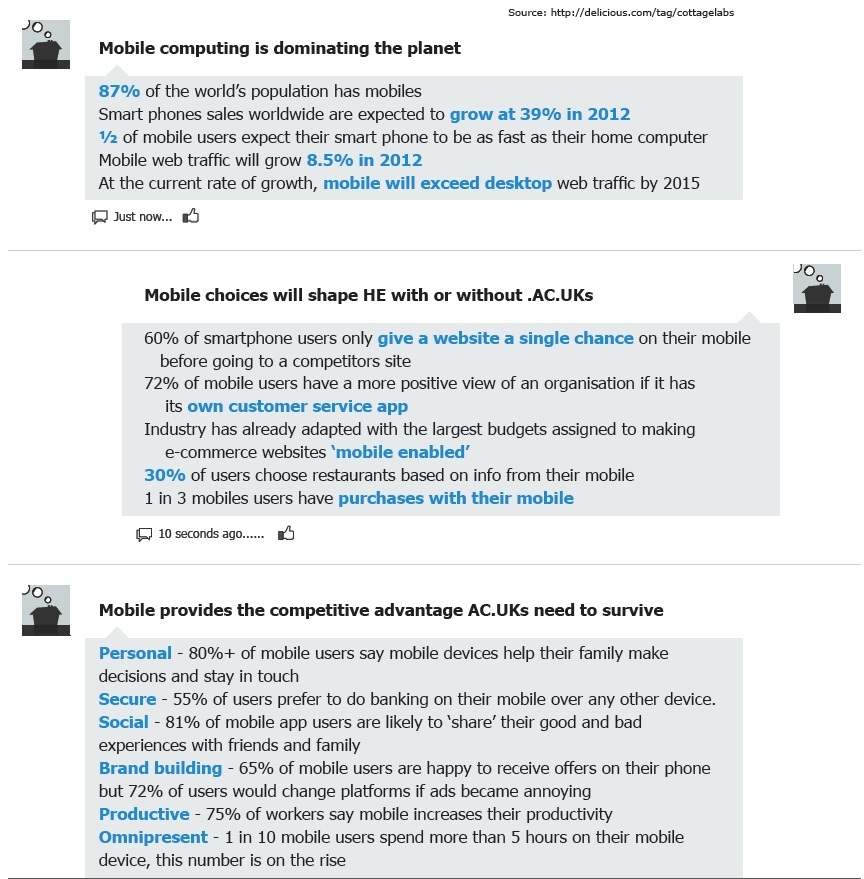 Source: http://delicious.com/tag/cottagelabs
Mobile computing is dominating the planet
87% of the world's population has mobiles
Smart phones sales worldwide are expected to grow at 39% in 2012
½ of mobile users expect their smart phone to be as fast as their home computer
Mobile web traffic will grow 8.5% in 2012
At the current rate of growth, mobile will exceed desktop web traffic by 2015
Just now...
Mobile choices will shape HE with or without .AC.UKs
60% of smartphone users only give a website a single chance on their mobile
before going to a competitors site
72% of mobile users have a more positive view of an organisation if it has
its own customer service app
Industry has already adapted with the largest budgets assigned to making
e-commerce websites ‘mobile enabled’
30% of users choose restaurants based on info from their mobile
1 in 3 mobiles users have purchases with their mobile
10 seconds ago......
Mobile provides the competitive advantage AC.UKs need to survive
Personal - 80%+ of mobile users say mobile devices help their family make
decisions and stay in touch
Secure - 55% of users prefer to do banking on their mobile over any other device.
Social - 81% of mobile app users are likely to ‘share’ their good and bad
experiences with friends and family
Brand building - 65% of mobile users are happy to receive offers on their phone
but 72% of users would change platforms if ads became annoying
Productive - 75% of workers say mobile increases their productivity
Omnipresent - 1 in 10 mobile users spend more than 5 hours on their mobile
device, this number is on the rise